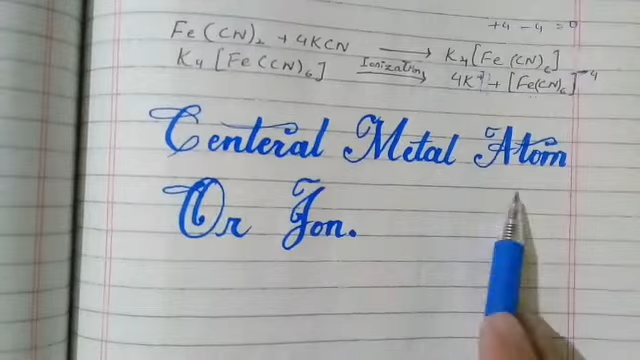 +4 - 4 = 0
Fe(CN)₂ + 4KCN ⟶ K₄[Fe(CN)₆]
K₄[Fe(CN)₆] Ionization⟶ 4K⁺ + [Fe(CN)₆]⁻⁴
Centeral Metal Atom
Or Ion.